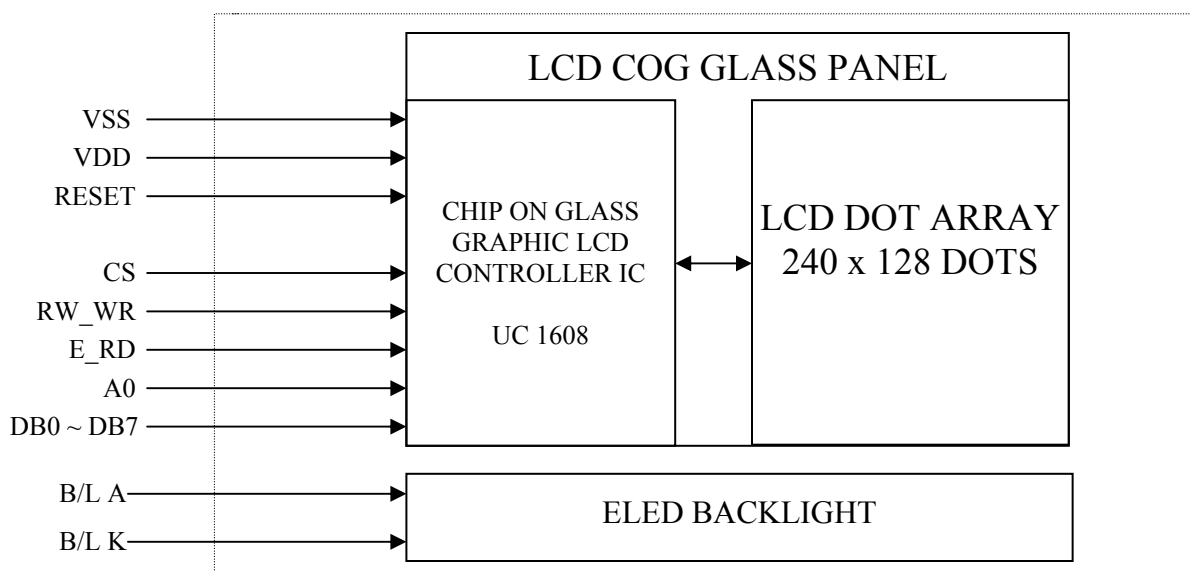 LCD COG GLASS PANEL
VSS
VDD
RESET
CS
RW_WR
E_RD
A0
DB0 ~ DB7
CHIP ON GLASS
GRAPHIC LCD
CONTROLLER IC
UC 1608
LCD DOT ARRAY
240 x 128 DOTS
B/L A
B/L K
ELED BACKLIGHT